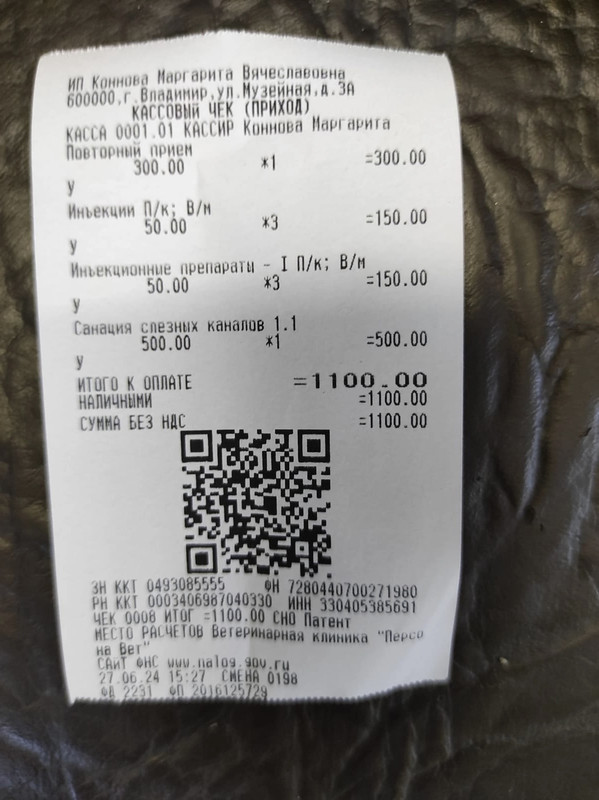 ИП Коннова Маргарита Вячеславовна
600000,г.Владимир,ул.Музейная,д.3А
КАССОВЫЙ ЧЕК (ПРИХОД)
КАССА 0001.01 КАССИР Коннова Маргарита
Повторный прием
300.00 *1 =300.00
У
Инъекции П/к; В/м
50.00 *3 =150.00
У
Инъекционные препараты - I П/к; В/м
50.00 *3 =150.00
У
Санация слезных каналов 1.1
500.00 *1 =500.00
У
ИТОГО К ОПЛАТЕ =1100.00
НАЛИЧНЫМИ =1100.00
СУММА БЕЗ НДС =1100.00
ЗН ККТ 0493085555 ФН 7280440700271980
РН ККТ 0003406987040330 ИНН 330405385691
ЧЕК 0008 ИТОГ =1100.00 СНО Патент
МЕСТО РАСЧЕТОВ Ветеринарная клиника "Персо
на Вет"
САЙТ ФНС www.nalog.gov.ru
27.06.24 15:27 СМЕНА 0198
ФД 2231 ФП 2016125729